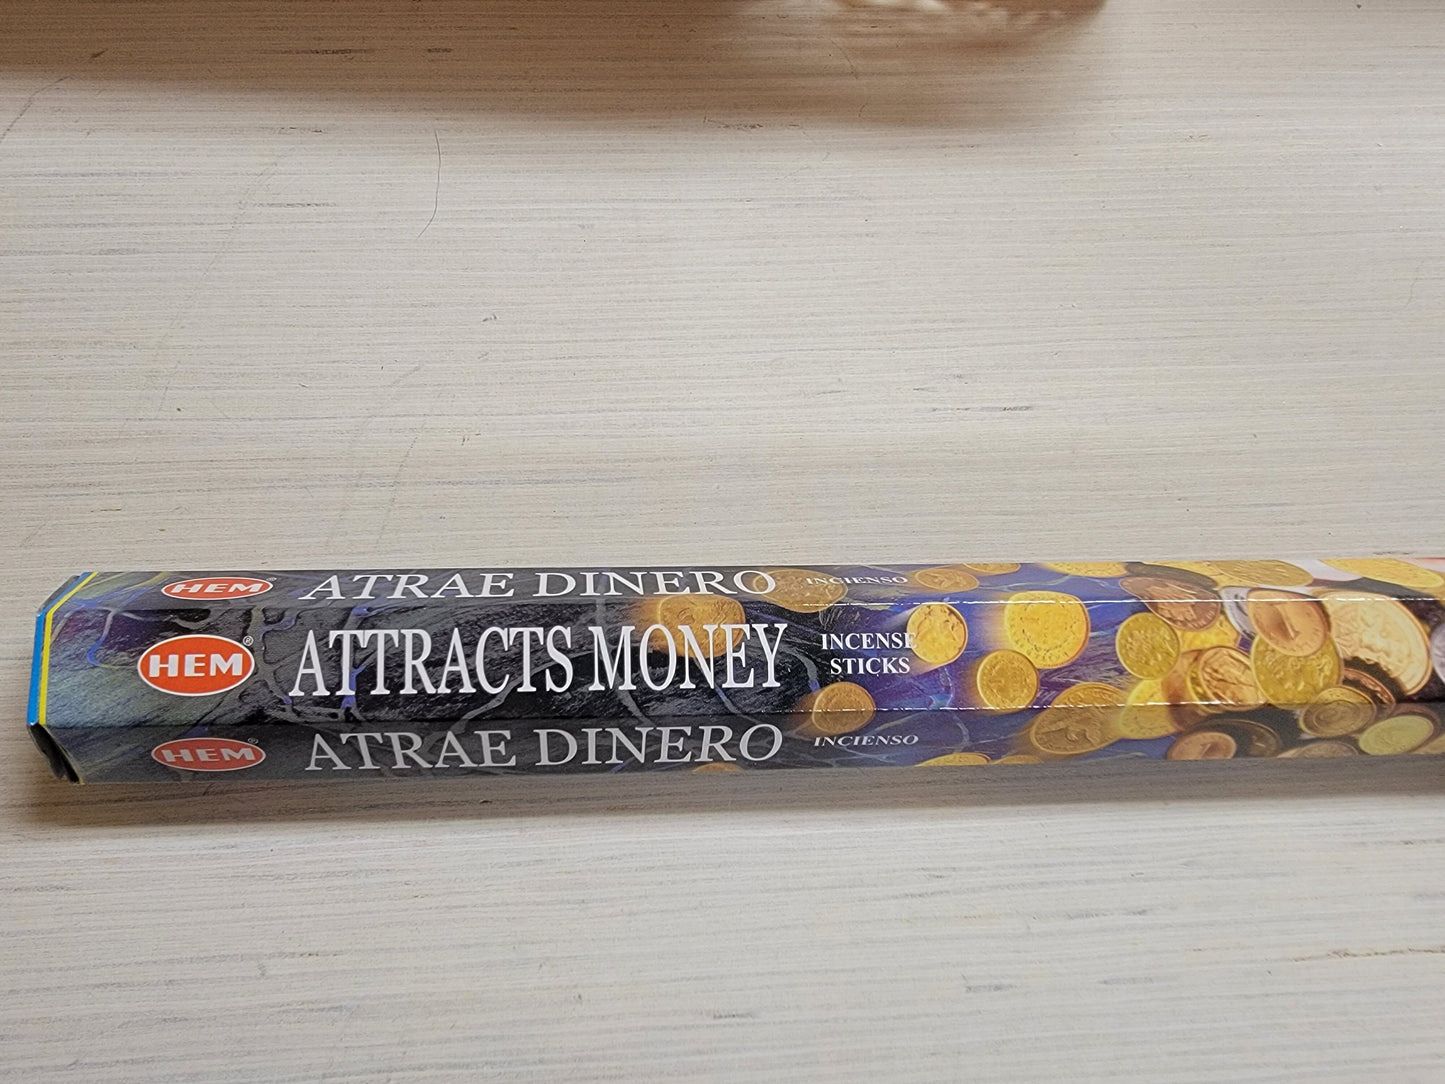 HEM® ATRAE DINERO INCIENSO
HEM® ATTRACTS MONEY INCENSE
STICKS
HEM® ATRAE DINERO INCIENSO